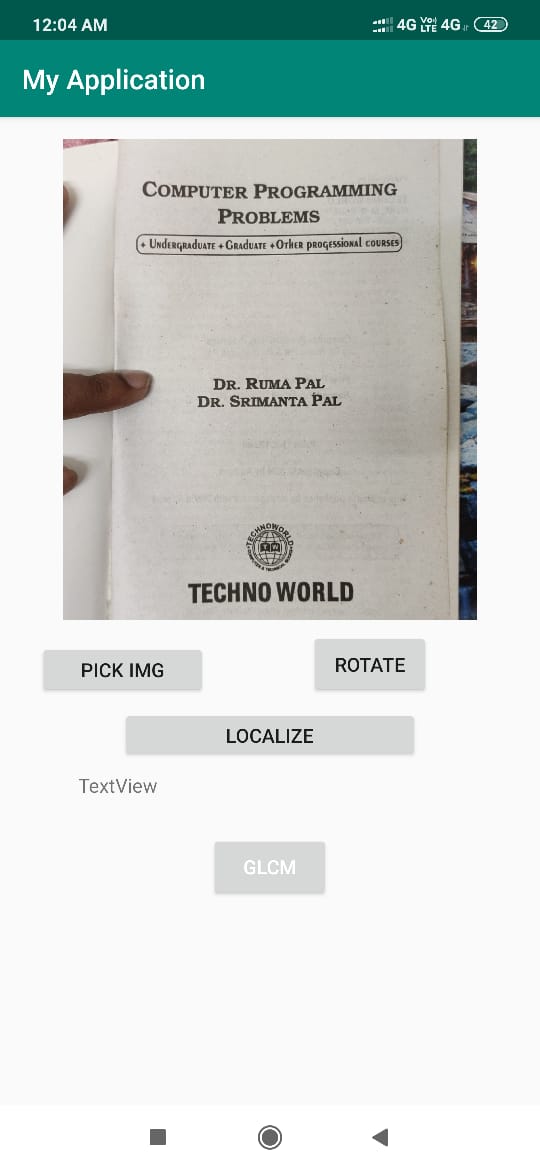 12:04 AM 4G Vo) LTE 4G 42
My Application
COMPUTER PROGRAMMING
PROBLEMS
+ UNDERGRADUATE + GRADUATE + OTHER PROGESSIONAL COURSES
DR. RUMA PAL
DR. SRIMANTA PAL
TECHNOWORLD
TW
TECHNO WORLD
PICK IMG
ROTATE
LOCALIZE
TextView
GLCM